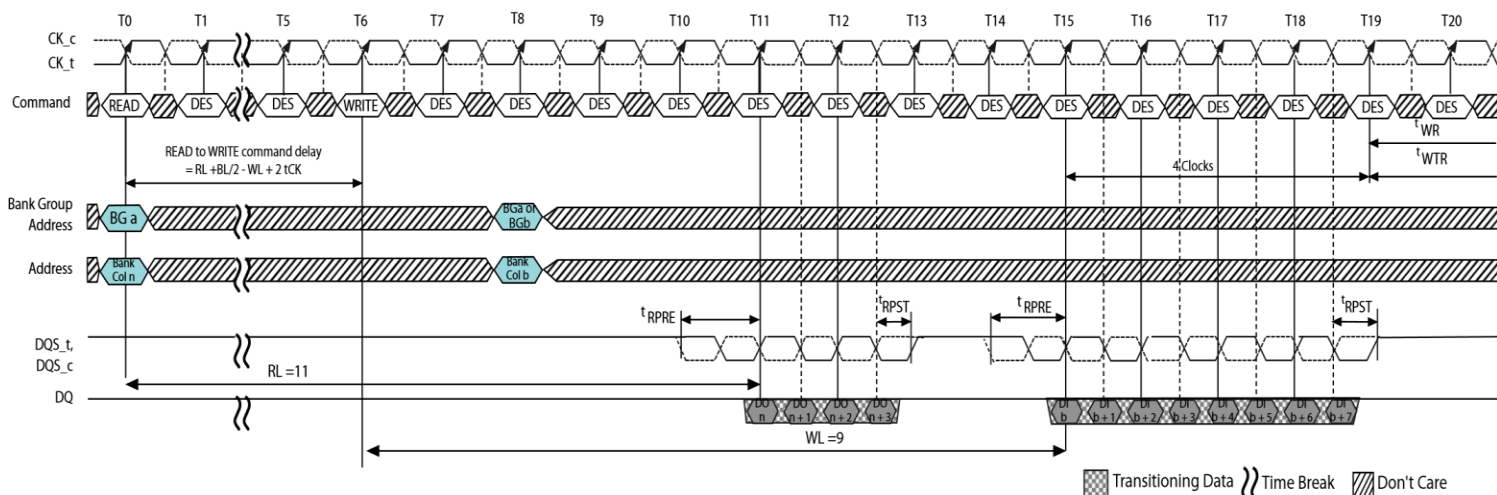 T0 T1 T5 T6 T7 T8 T9 T10 T11 T12 T13 T14 T15 T16 T17 T18 T19 T20
CK_c
CK_t
Command READ DES DES WRITE DES DES DES DES DES DES DES DES DES DES DES DES DES DES
tWR
READ to WRITE command delay
= RL +BL/2 - WL + 2 tCK
tWTR
4 Clocks
Bank Group
Address
BG a
BGa or
BGb
Address
Bank
Col n
Bank
Col b
tRPRE tRPST tRPRE tRPST
DQS_t,
DQS_c
RL =11
DQ
DO n DO n + 1 DO n + 2 DO n + 3 DI b DI b + 1 DI b + 2 DI b + 3 DI b + 4 DI b + 5 DI b + 6 DI b + 7
WL =9
Transitioning Data Time Break Don't Care